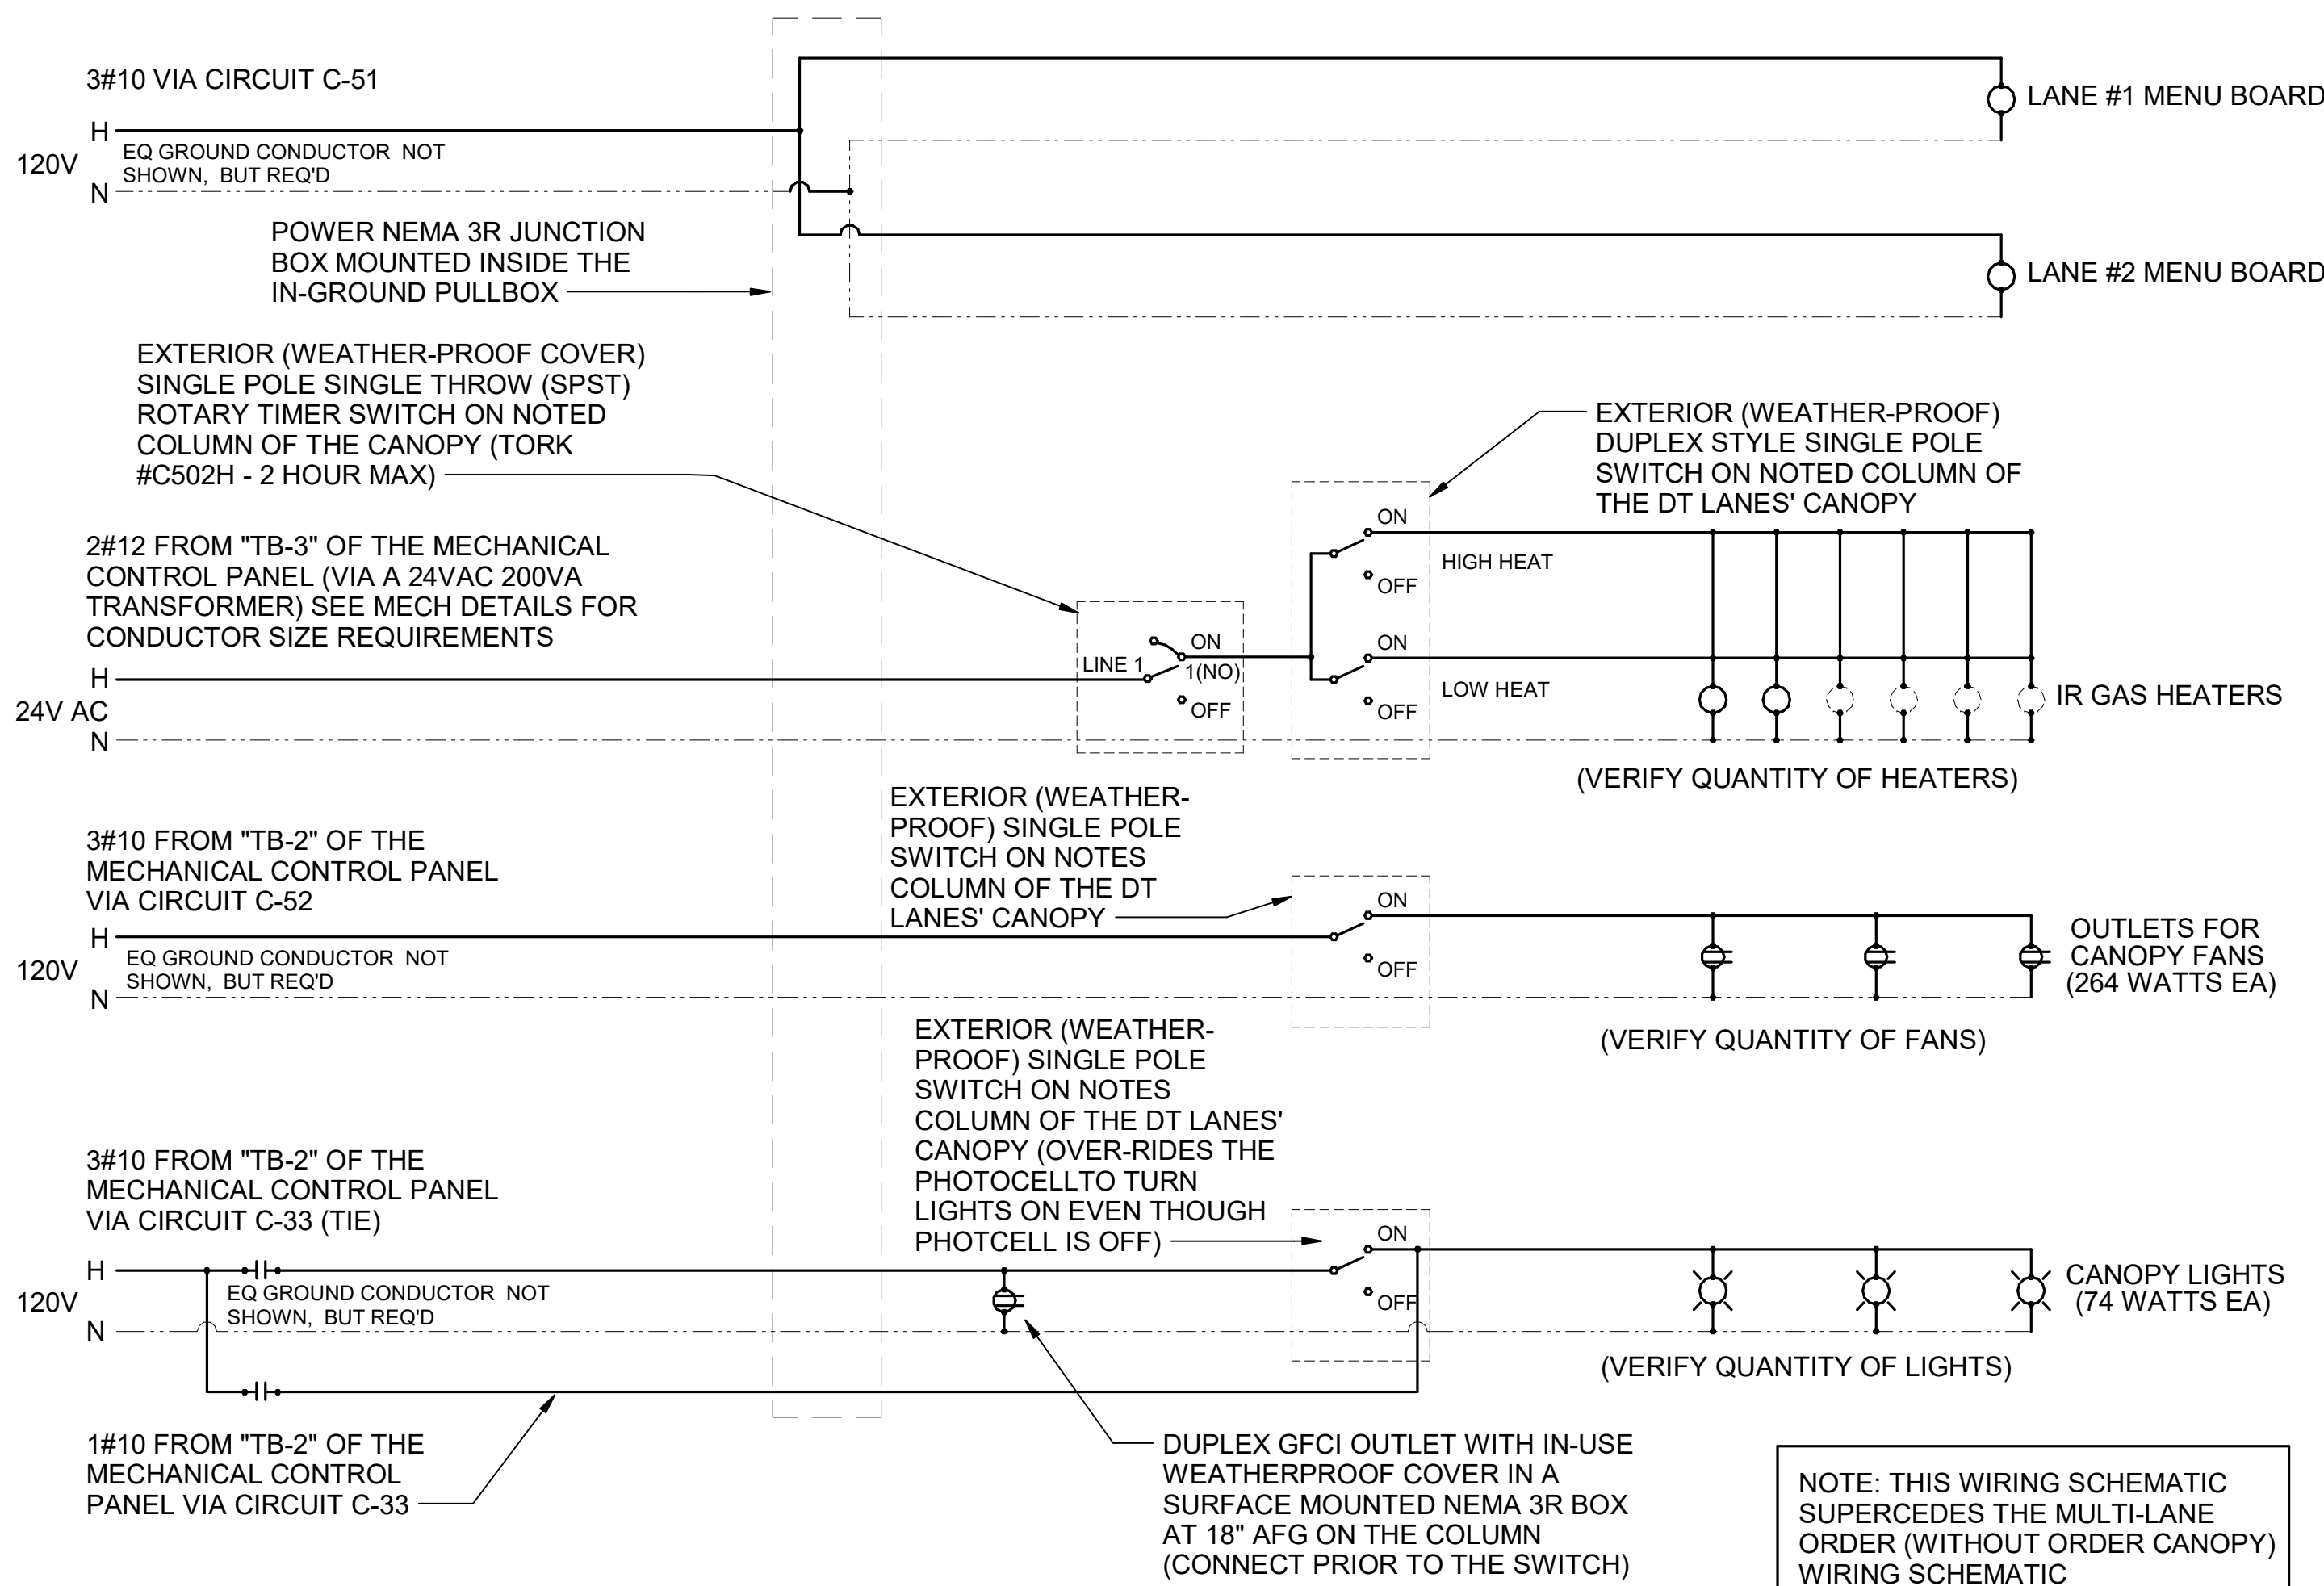 3#10 VIA CIRCUIT C-51
H
120V
EQ GROUND CONDUCTOR NOT
SHOWN, BUT REQ'D
N
LANE #1 MENU BOARD
LANE #2 MENU BOARD
POWER NEMA 3R JUNCTION
BOX MOUNTED INSIDE THE
IN-GROUND PULLBOX
EXTERIOR (WEATHER-PROOF COVER)
SINGLE POLE SINGLE THROW (SPST)
ROTARY TIMER SWITCH ON NOTED
COLUMN OF THE CANOPY (TORK
#C502H - 2 HOUR MAX)
EXTERIOR (WEATHER-PROOF)
DUPLEX STYLE SINGLE POLE
SWITCH ON NOTED COLUMN OF
THE DT LANES' CANOPY
2#12 FROM "TB-3" OF THE MECHANICAL
CONTROL PANEL (VIA A 24VAC 200VA
TRANSFORMER) SEE MECH DETAILS FOR
CONDUCTOR SIZE REQUIREMENTS
H
24V AC
N
LINE 1
ON
1(NO)
OFF
ON
HIGH HEAT
OFF
ON
LOW HEAT
OFF
IR GAS HEATERS
(VERIFY QUANTITY OF HEATERS)
3#10 FROM "TB-2" OF THE
MECHANICAL CONTROL PANEL
VIA CIRCUIT C-52
H
120V
EQ GROUND CONDUCTOR NOT
SHOWN, BUT REQ'D
N
EXTERIOR (WEATHER-
PROOF) SINGLE POLE
SWITCH ON NOTES
COLUMN OF THE DT
LANES' CANOPY
ON
OFF
OUTLETS FOR
CANOPY FANS
(264 WATTS EA)
(VERIFY QUANTITY OF FANS)
3#10 FROM "TB-2" OF THE
MECHANICAL CONTROL PANEL
VIA CIRCUIT C-33 (TIE)
H
120V
EQ GROUND CONDUCTOR NOT
SHOWN, BUT REQ'D
N
EXTERIOR (WEATHER-
PROOF) SINGLE POLE
SWITCH ON NOTES
COLUMN OF THE DT LANES'
CANOPY (OVER-RIDES THE
PHOTOCELLTO TURN
LIGHTS ON EVEN THOUGH
PHOTCELL IS OFF)
ON
OFF
CANOPY LIGHTS
(74 WATTS EA)
(VERIFY QUANTITY OF LIGHTS)
1#10 FROM "TB-2" OF THE
MECHANICAL CONTROL
PANEL VIA CIRCUIT C-33
DUPLEX GFCI OUTLET WITH IN-USE
WEATHERPROOF COVER IN A
SURFACE MOUNTED NEMA 3R BOX
AT 18" AFG ON THE COLUMN
(CONNECT PRIOR TO THE SWITCH)
NOTE: THIS WIRING SCHEMATIC
SUPERCEDES THE MULTI-LANE
ORDER (WITHOUT ORDER CANOPY)
WIRING SCHEMATIC